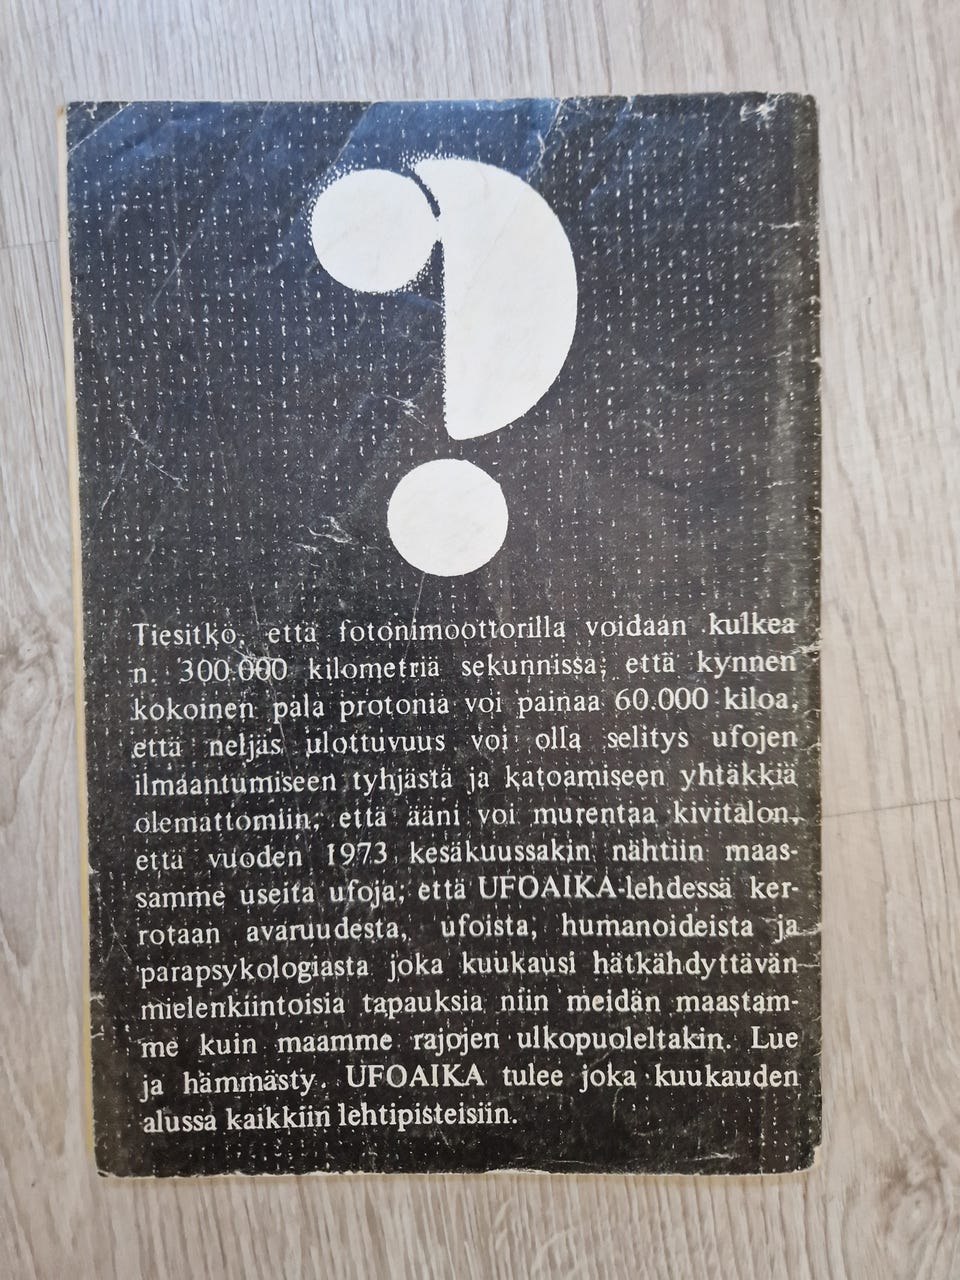 Tiesitkö, että fotonimoottorilla voidaan kulkea
n. 300.000 kilometriä sekunnissa; että kynnen
kokoinen pala protonia voi painaa 60.000 kiloa,
että neljäs ulottuvuus voi olla selitys ufojen
ilmaantumiseen tyhjästä ja katoamiseen yhtäkkiä
olemattomiin; että ääni voi murentaa kivitalon,
että vuoden 1973 kesäkuussakin nähtiin maas-
samme useita ufoja; että UFOAIKA-lehdessä ker-
rotaan avaruudesta, ufoista, humanoideista ja
parapsykologiasta joka kuukausi hätkähdyttävän
mielenkiintoisia tapauksia niin meidän maastam-
me kuin maamme rajojen ulkopuoleltakin. Lue
ja hämmästy. UFOAIKA tulee joka kuukauden
alussa kaikkiin lehtipisteisiin.